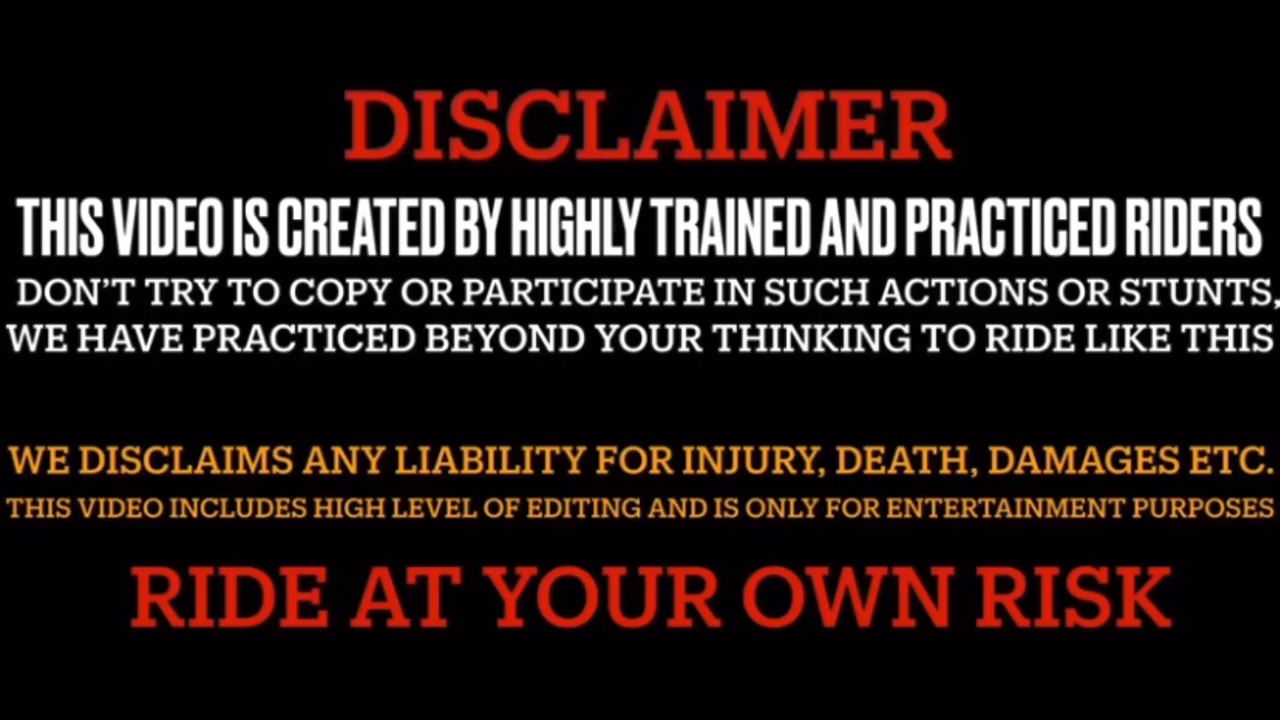 DISCLAIMER
THIS VIDEO IS CREATED BY HIGHLY TRAINED AND PRACTICED RIDERS
DON'T TRY TO COPY OR PARTICIPATE IN SUCH ACTIONS OR STUNTS,
WE HAVE PRACTICED BEYOND YOUR THINKING TO RIDE LIKE THIS
WE DISCLAIMS ANY LIABILITY FOR INJURY, DEATH, DAMAGES ETC.
THIS VIDEO INCLUDES HIGH LEVEL OF EDITING AND IS ONLY FOR ENTERTAINMENT PURPOSES
RIDE AT YOUR OWN RISK